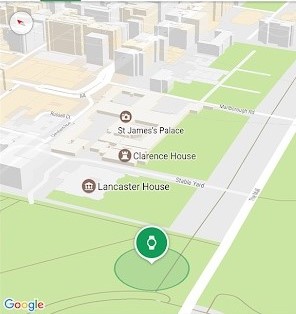 Marlborough Rd
Russell Ct
St James's Palace
Clarence House
Lancaster House
Stable Yard
The Mall
Google